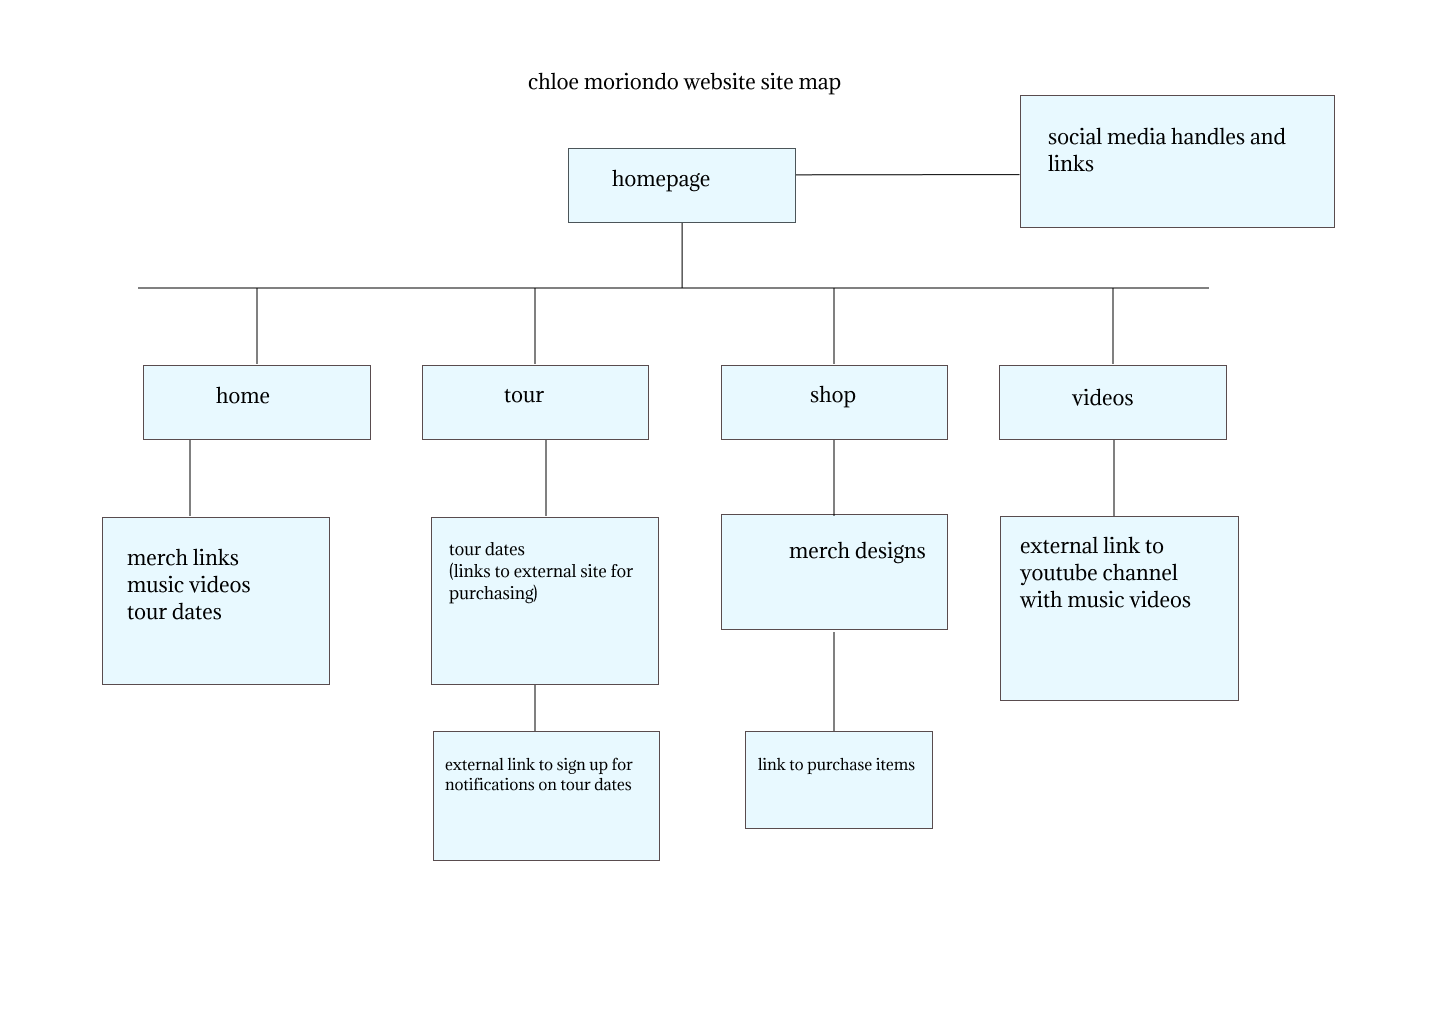 chloe moriondo website site map
social media handles and
links
homepage
home
tour
shop
videos
merch links
music videos
tour dates
tour dates
(links to external site for
purchasing)
merch designs
external link to
youtube channel
with music videos
external link to sign up for
notifications on tour dates
link to purchase items